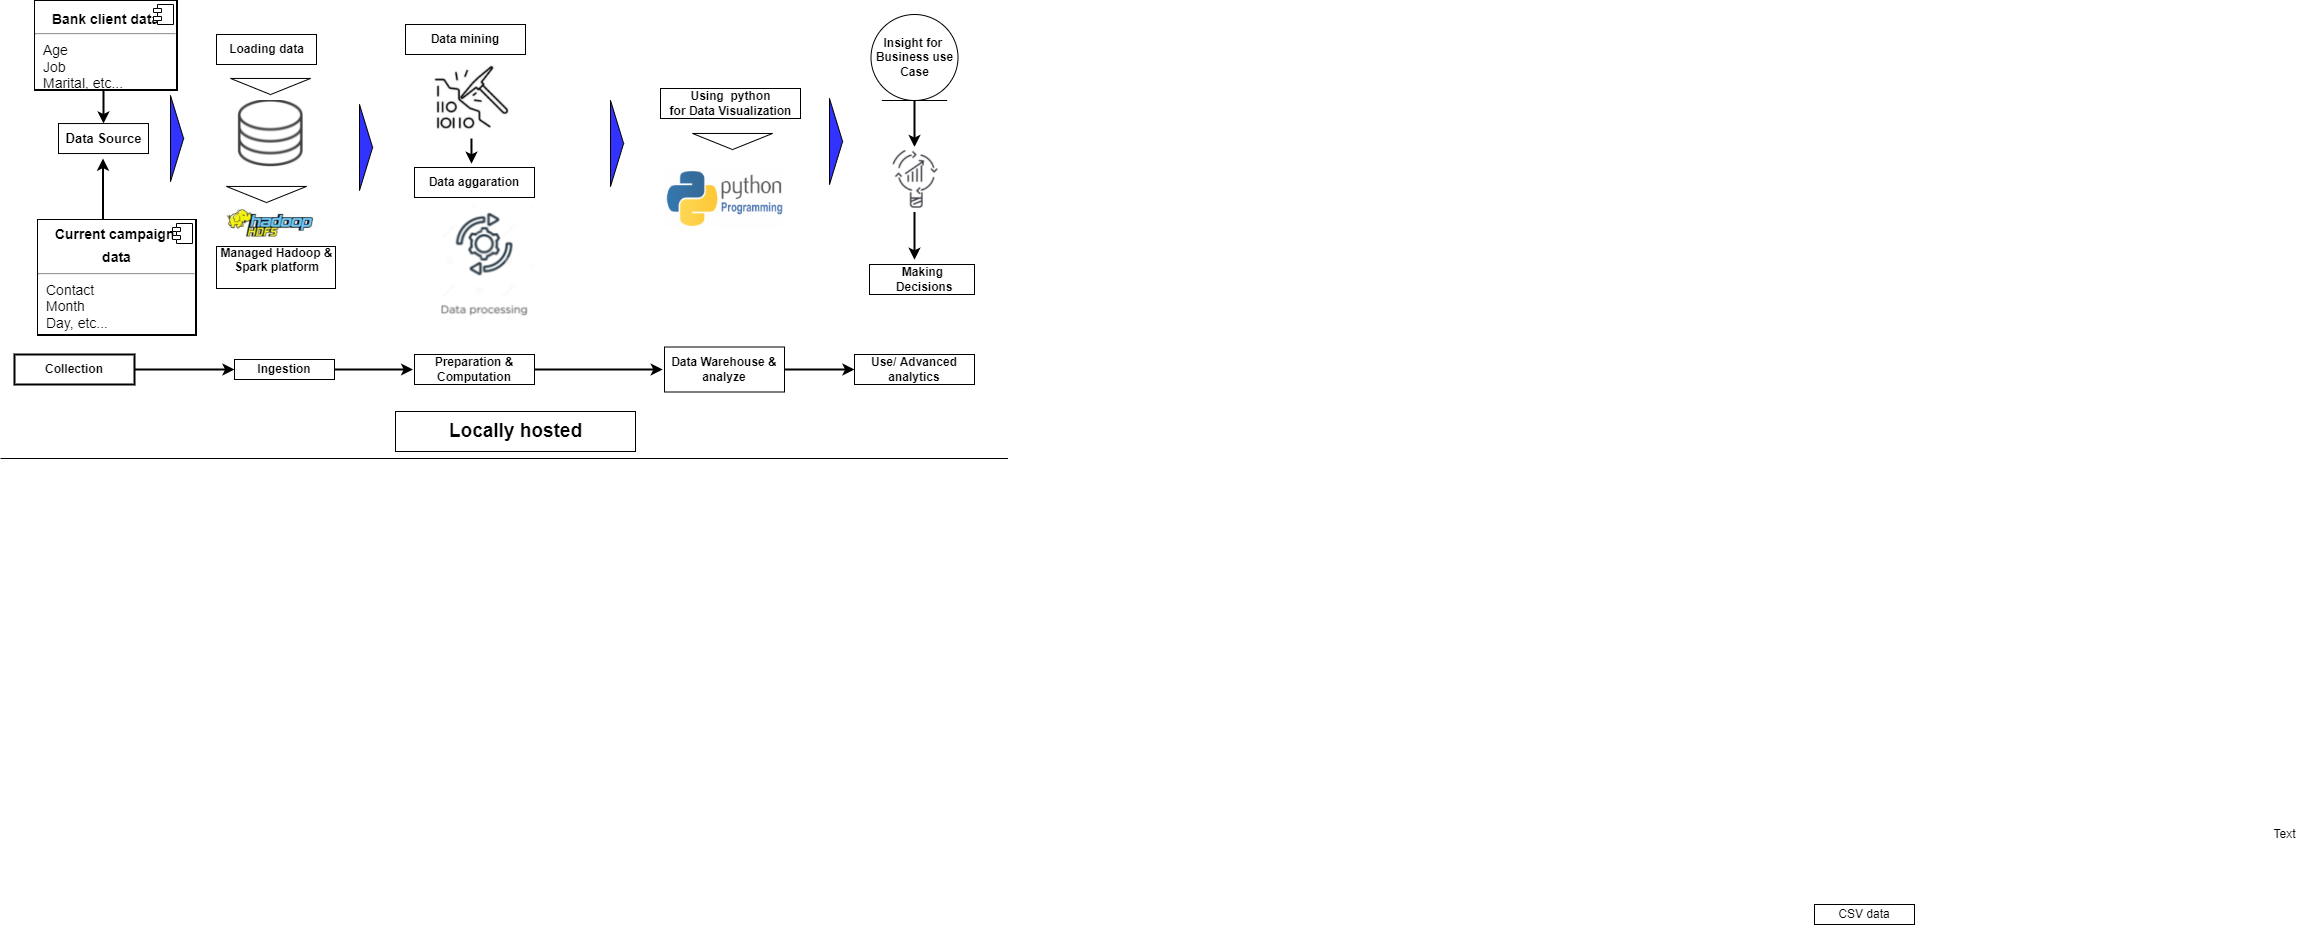 Bank client data
Age
Job
Marital, etc...
Data Source
Current campaign
data
Contact
Month
Day, etc...
Loading data
hadoop
HDFS
Managed Hadoop &
Spark platform
Data mining
IIO
IOIIO
Data aggaration
Data processing
Using python
for Data Visualization
python
Programming
Insight for
Business use
Case
Making
Decisions
Collection
Ingestion
Preparation &
Computation
Data Warehouse &
analyze
Use/ Advanced
analytics
Locally hosted
Text
CSV data